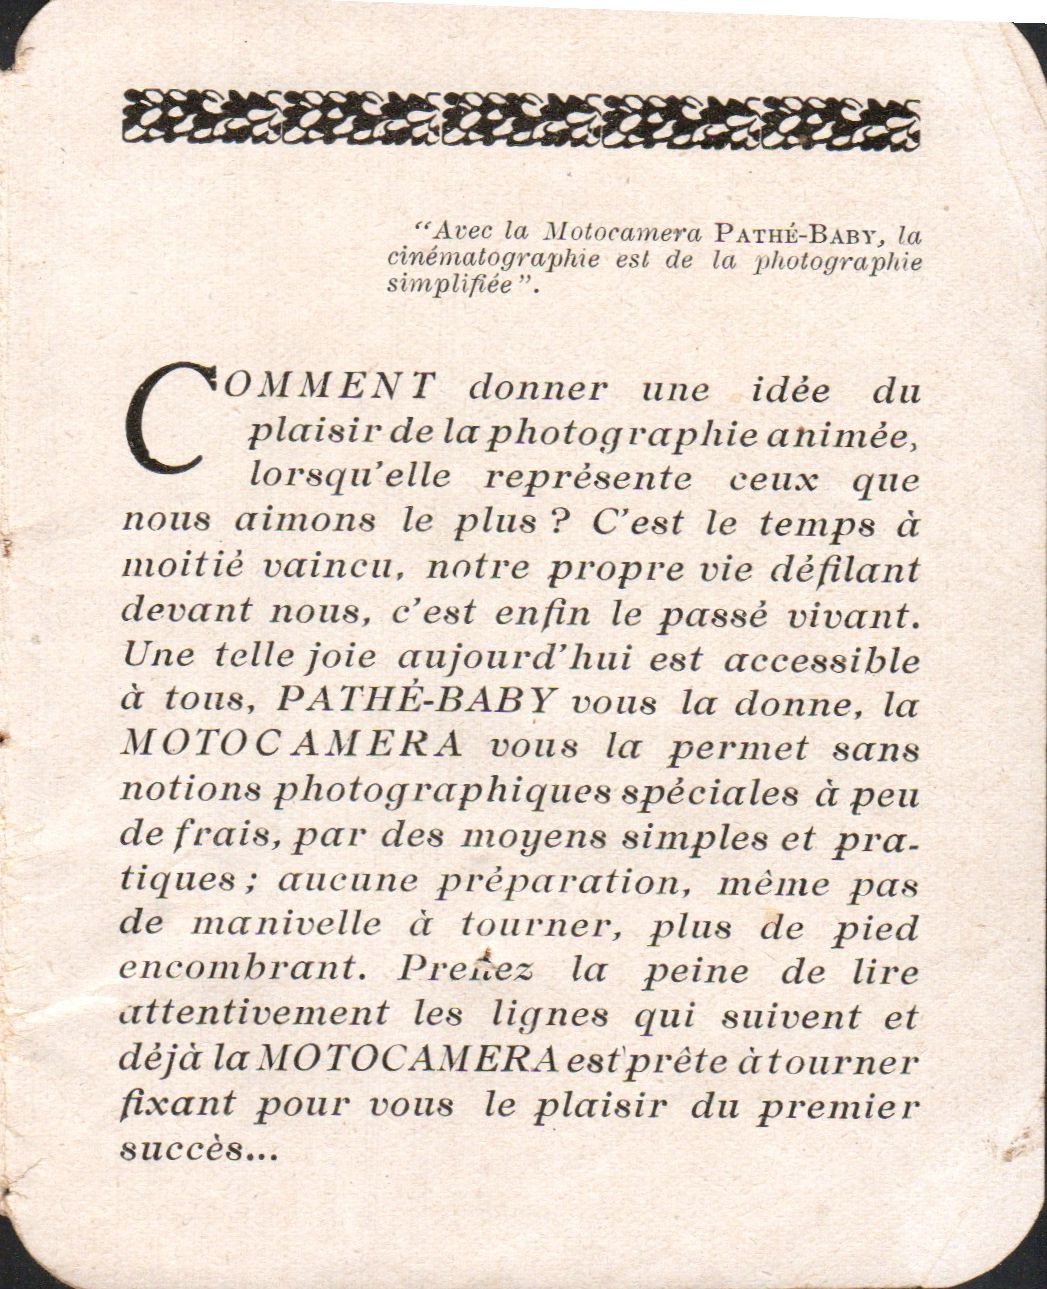 “Avec la Motocamera PATHÉ-BABY, la
cinématographie est de la photographie
simplifiée”.
COMMENT donner une idée du
plaisir de la photographie animée,
lorsqu’elle représente ceux que
nous aimons le plus ? C’est le temps à
moitié vaincu, notre propre vie défilant
devant nous, c’est enfin le passé vivant.
Une telle joie aujourd’hui est accessible
à tous, PATHÉ-BABY vous la donne, la
MOTOCAMERA vous la permet sans
notions photographiques spéciales à peu
de frais, par des moyens simples et pra-
tiques ; aucune préparation, même pas
de manivelle à tourner, plus de pied
encombrant. Prenez la peine de lire
attentivement les lignes qui suivent et
déjà la MOTOCAMERA est prête à tourner
fixant pour vous le plaisir du premier
succès...